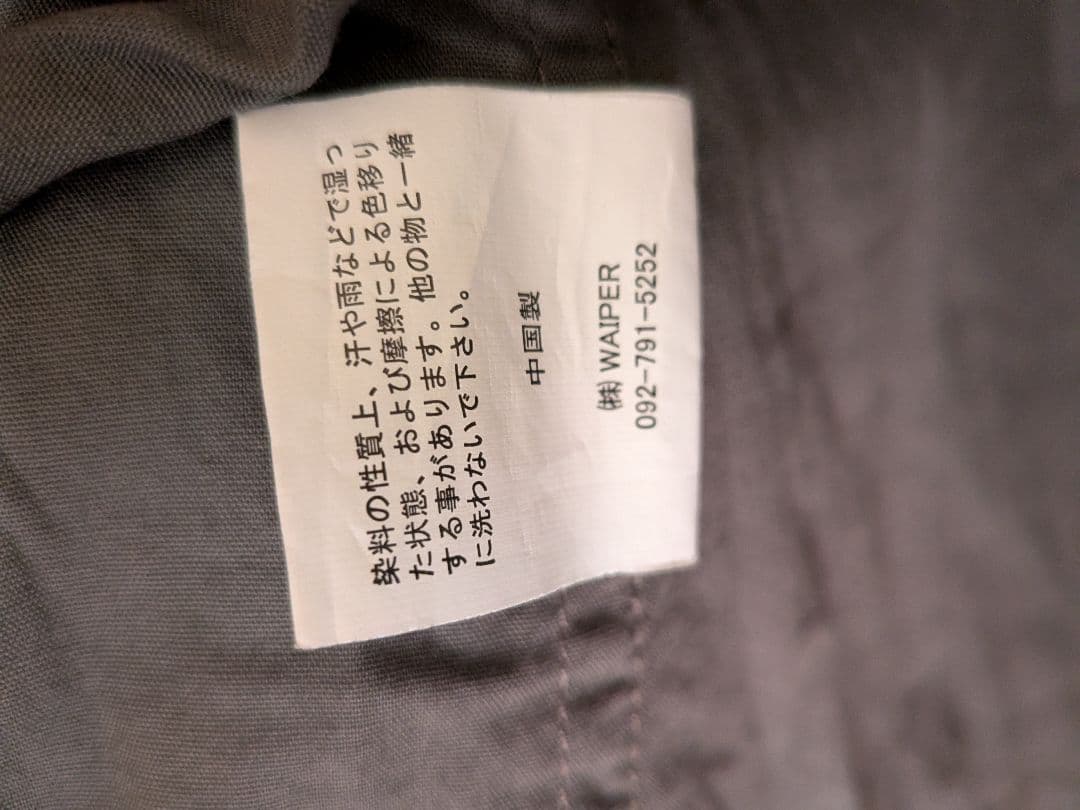 染料の性質上、汗や雨などで湿っ
た状態、および摩擦による色移り
する事があります。他の物と一緒
に洗わないで下さい。
中国製
㈱WAIPER
092-791-5252